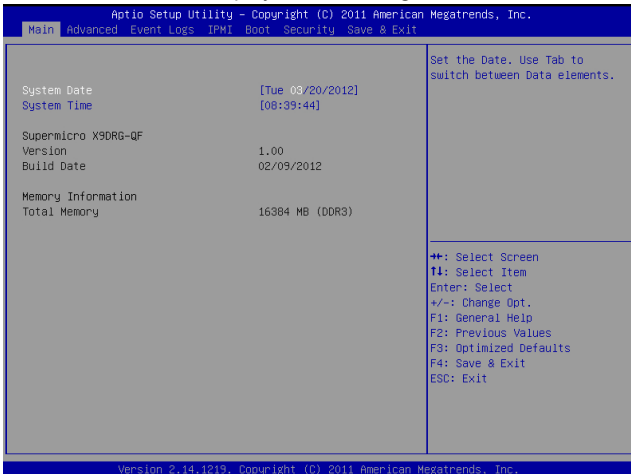 Aptio Setup Utility – Copyright (C) 2011 American Megatrends, Inc.
Main Advanced Event Logs IPMI Boot Security Save & Exit
Set the Date. Use Tab to
switch between Data elements.
System Date [Tue 03/20/2012]
System Time [08:39:44]
Supermicro X9DRG-QF
Version 1.00
Build Date 02/09/2012
Memory Information
Total Memory 16384 MB (DDR3)
→←: Select Screen
↑↓: Select Item
Enter: Select
+/-: Change Opt.
F1: General Help
F2: Previous Values
F3: Optimized Defaults
F4: Save & Exit
ESC: Exit
Version 2.14.1219. Copyright (C) 2011 American Megatrends, Inc.